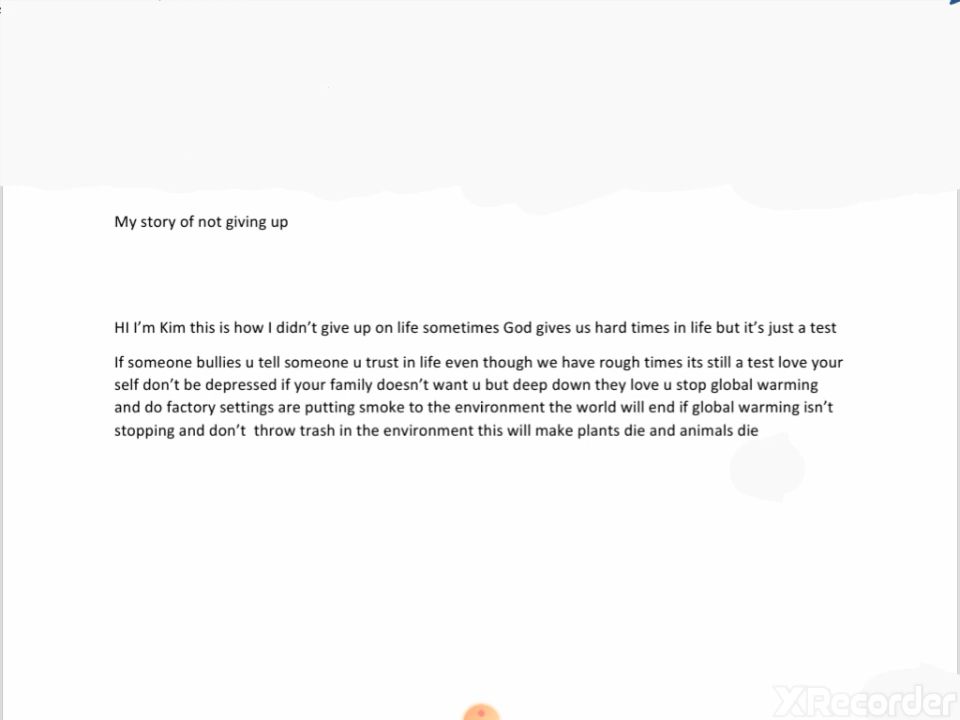 My story of not giving up
HI I'm Kim this is how I didn't give up on life sometimes God gives us hard times in life but it's just a test
If someone bullies u tell someone u trust in life even though we have rough times its still a test love your
self don't be depressed if your family doesn't want u but deep down they love u stop global warming
and do factory settings are putting smoke to the environment the world will end if global warming isn't
stopping and don't  throw trash in the environment this will make plants die and animals die
XRecorder